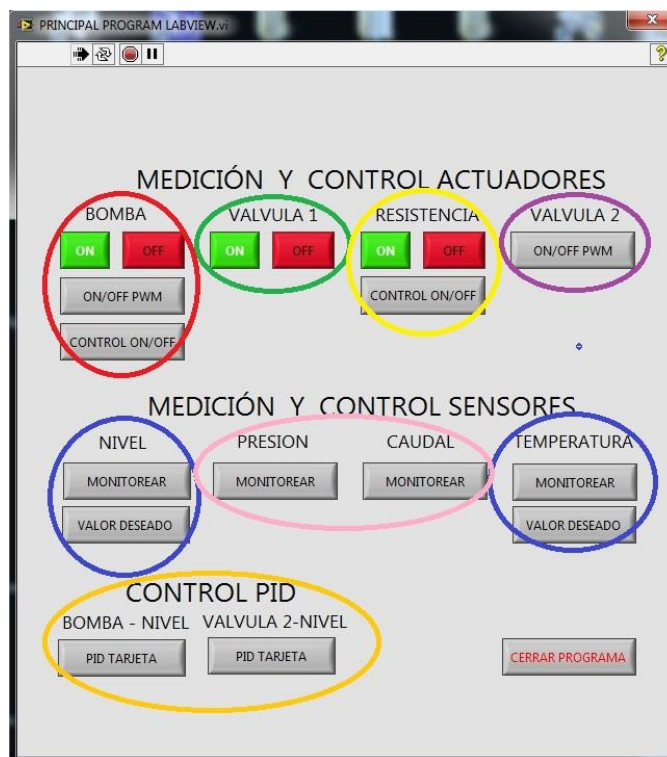 PRINCIPAL PROGRAM LABVIEW.vi
MEDICIÓN Y CONTROL ACTUADORES
BOMBA VALVULA 1 RESISTENCIA VALVULA 2
ON OFF ON OFF ON OFF ON/OFF PWM
ON/OFF PWM CONTROL ON/OFF
CONTROL ON/OFF
MEDICIÓN Y CONTROL SENSORES
NIVEL PRESION CAUDAL TEMPERATURA
MONITOREAR MONITOREAR MONITOREAR MONITOREAR
VALOR DESEADO VALOR DESEADO
CONTROL PID
BOMBA - NIVEL VALVULA 2-NIVEL
PID TARJETA PID TARJETA CERRAR PROGRAMA